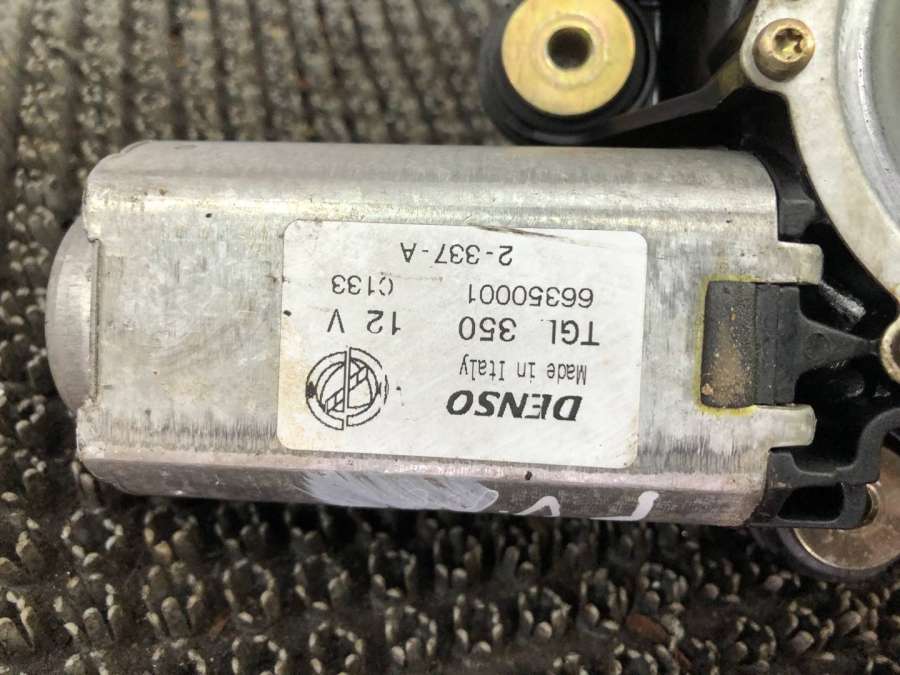 DENSO
Made in Italy
TGL 350 12 V
66350001 C133
2-337-A